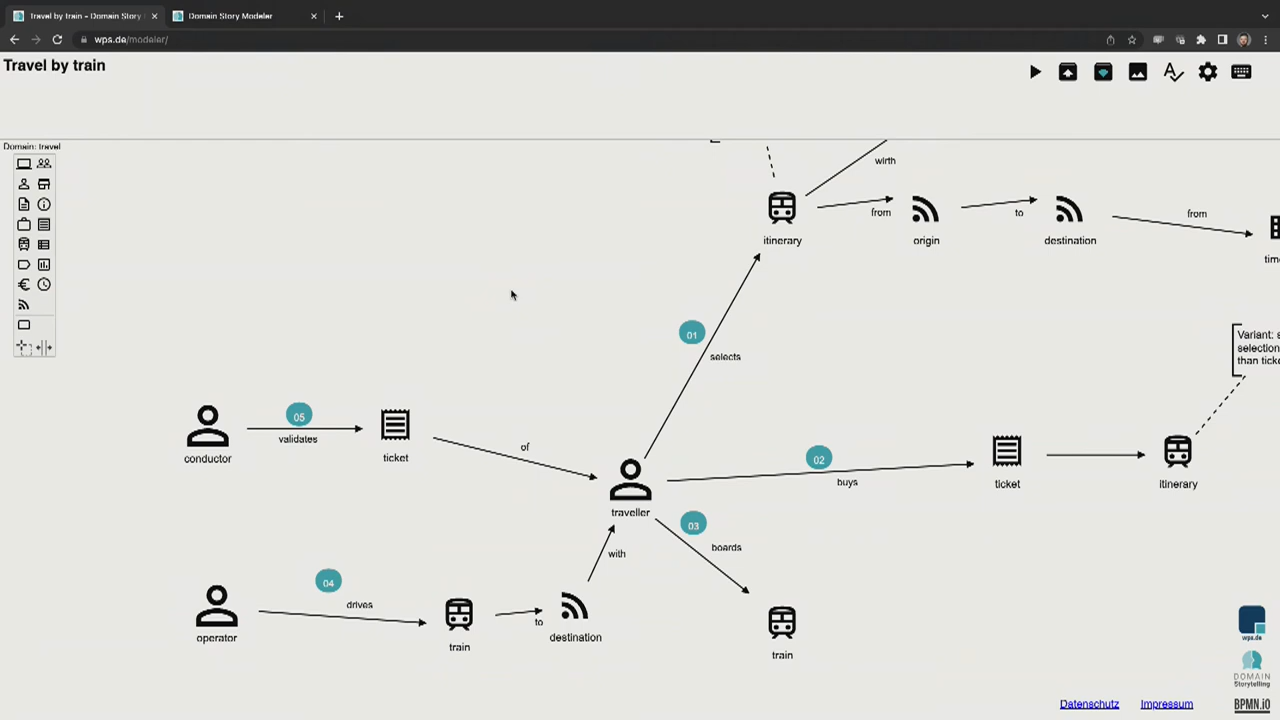 Travel by train – Domain Story
Domain Story Modeler
wps.de/modeler/
Travel by train
Domain: travel
wirth
from
to
from
itinerary
origin
destination
01
selects
Variant: s
selection
than ticke
05
validates
conductor
ticket
of
02
buys
traveller
ticket
itinerary
03
boards
with
04
drives
to
operator
train
destination
train
wps.de
DOMAIN
Storytelling
Datenschutz
Impressum
BPMN.iO